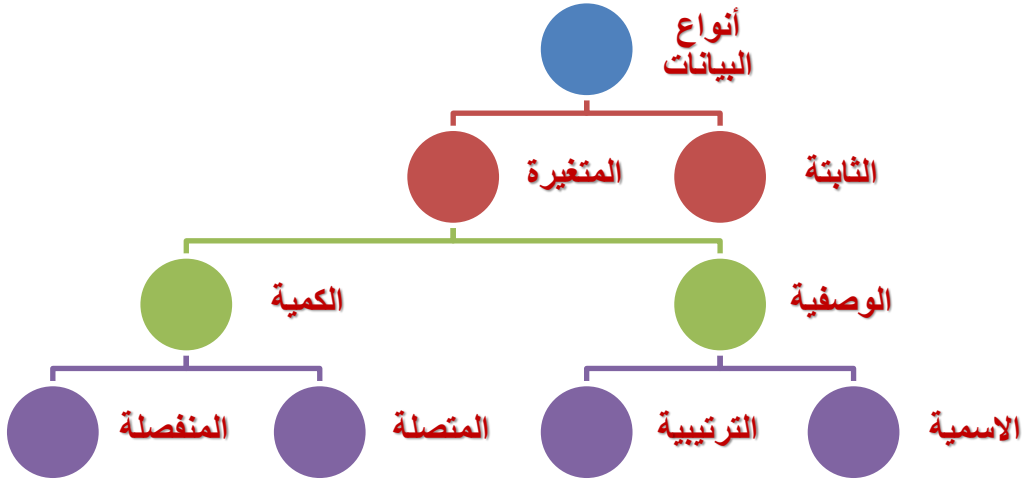 أنواع
البيانات
الثابتة
المتغيرة
الوصفية
الكمية
الاسمية
الترتيبية
المتصلة
المنفصلة